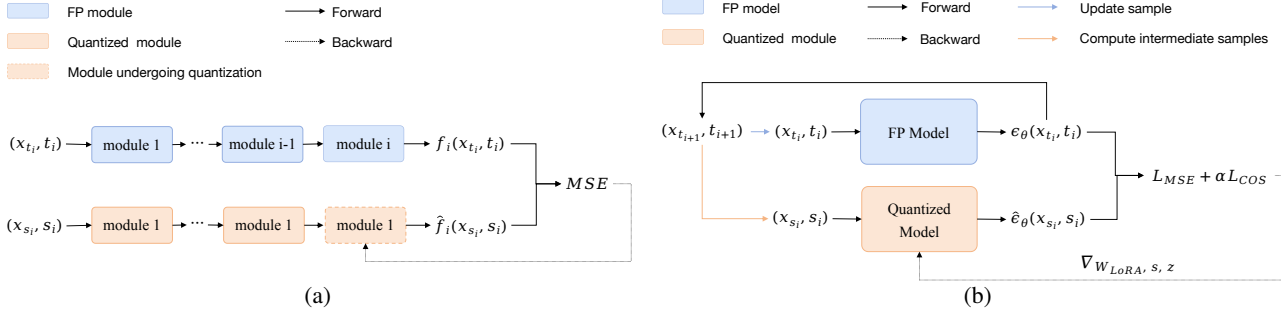 FP module
Forward
Quantized module
Backward
Module undergoing quantization
(x_{t_i}, t_i)
module 1
...
module i-1
module i
f_i(x_{t_i}, t_i)
MSE
(x_{s_i}, s_i)
module 1
...
module 1
module 1
f̂_i(x_{s_i}, s_i)
(a)
FP model
Forward
Update sample
Quantized module
Backward
Compute intermediate samples
(x_{t_{i+1}}, t_{i+1})
(x_{t_i}, t_i)
FP Model
ϵ_θ(x_{t_i}, t_i)
L_{MSE} + αL_{COS}
(x_{s_i}, s_i)
Quantized
Model
ϵ̂_θ(x_{s_i}, s_i)
∇_{W_{LoRA}, s, z}
(b)